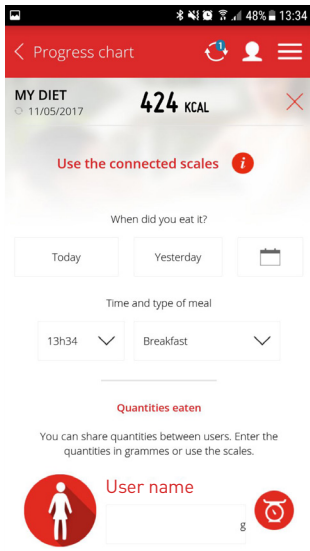 48% 13:34
Progress chart
1
MY DIET
11/05/2017
424 KCAL
Use the connected scales i
When did you eat it?
Today Yesterday
Time and type of meal
13h34 Breakfast
Quantities eaten
You can share quantities between users. Enter the
quantities in grammes or use the scales.
User name
g